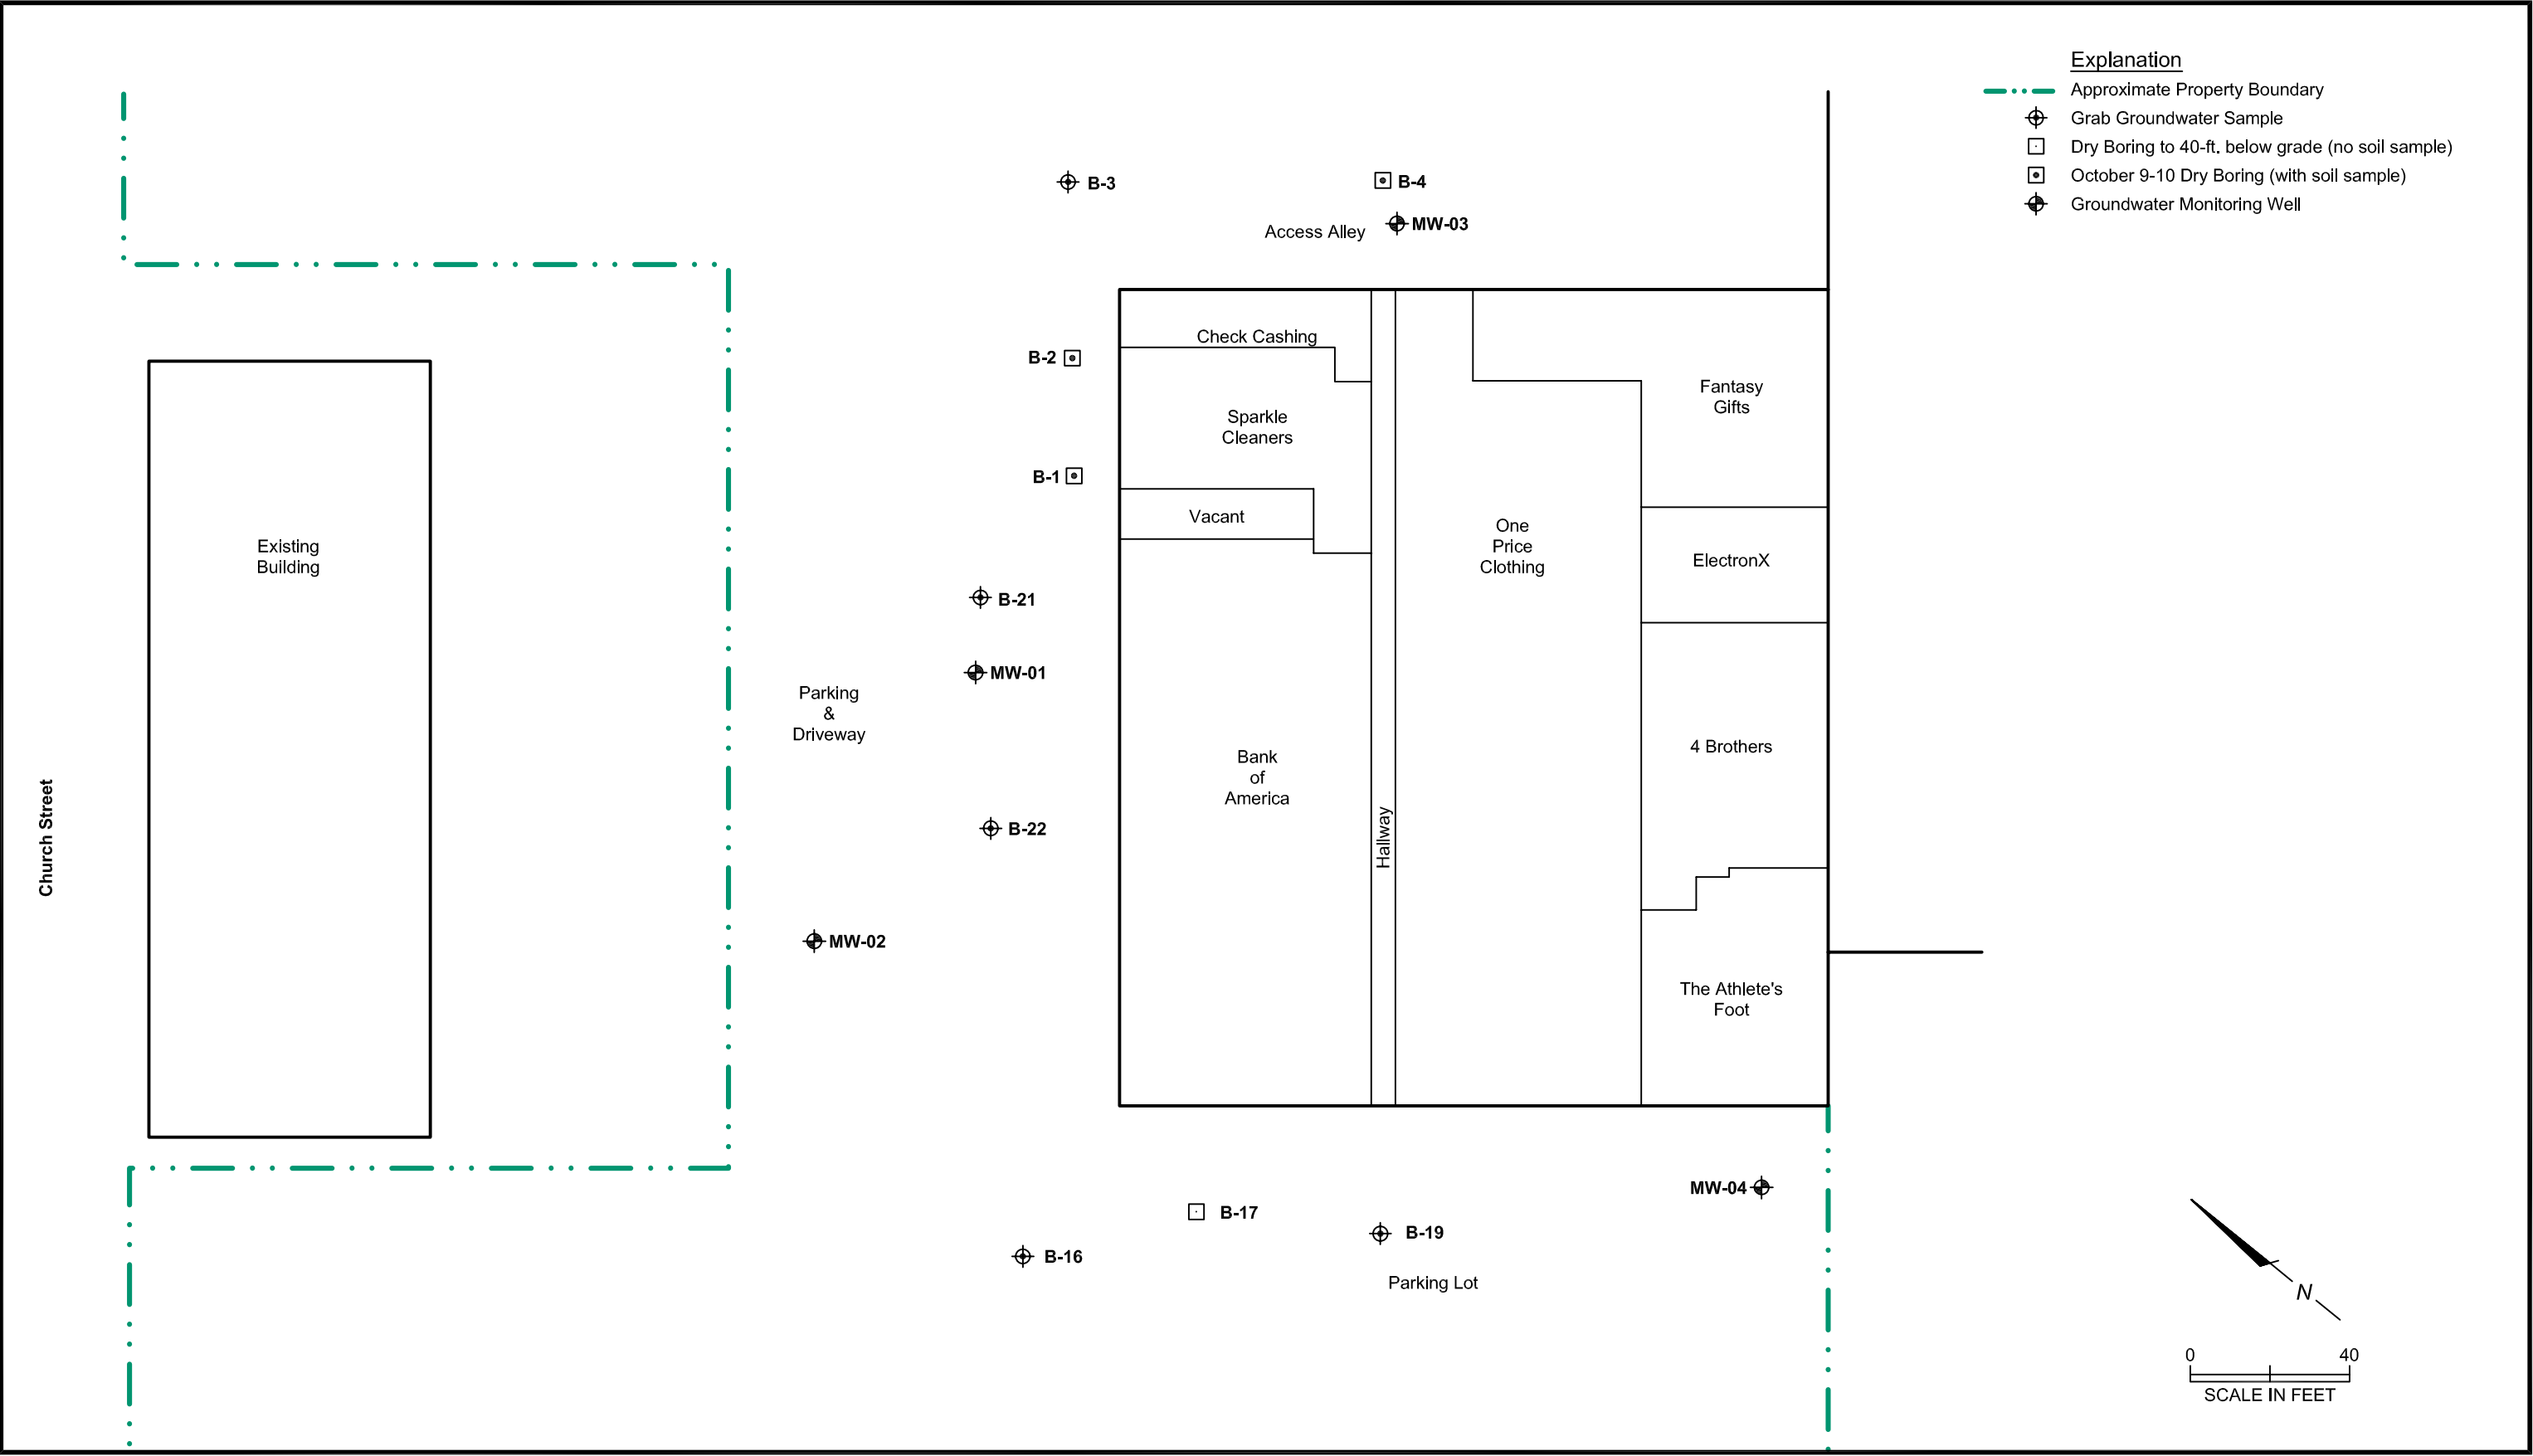 Explanation
Approximate Property Boundary
Grab Groundwater Sample
Dry Boring to 40-ft. below grade (no soil sample)
October 9-10 Dry Boring (with soil sample)
Groundwater Monitoring Well
B-3
B-4
MW-03
Access Alley
Check Cashing
B-2
Sparkle
Cleaners
Fantasy
Gifts
B-1
Vacant
One
Price
Clothing
Existing
Building
ElectronX
B-21
MW-01
Parking
&
Driveway
4 Brothers
Bank
of
America
Hallway
B-22
Church Street
MW-02
The Athlete's
Foot
MW-04
B-17
B-19
B-16
Parking Lot
N
0 40
SCALE IN FEET